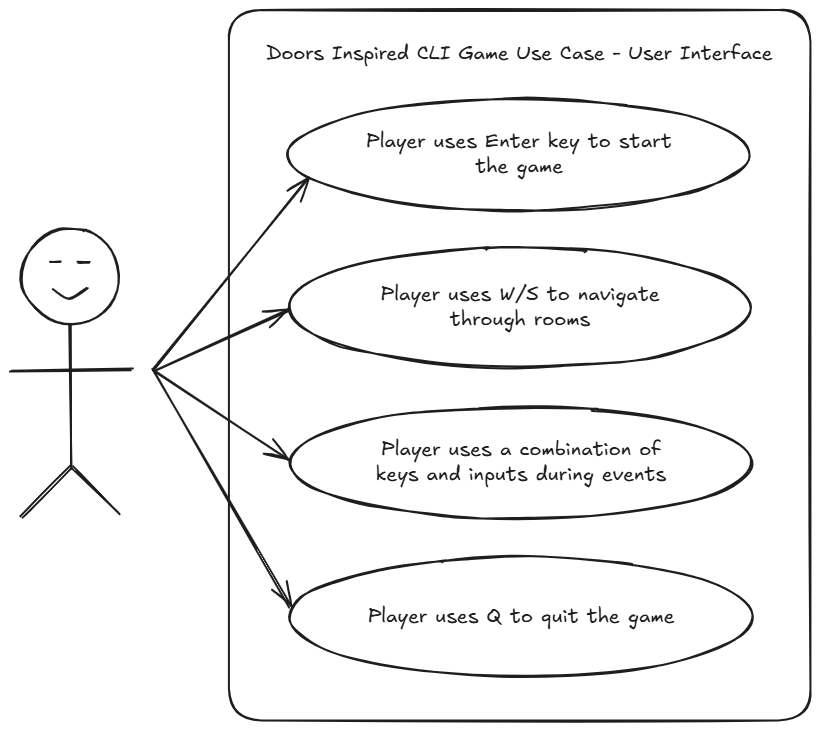 Doors Inspired CLI Game Use Case - User Interface
Player uses Enter key to start
the game
Player uses W/S to navigate
through rooms
Player uses a combination of
keys and inputs during events
Player uses Q to quit the game